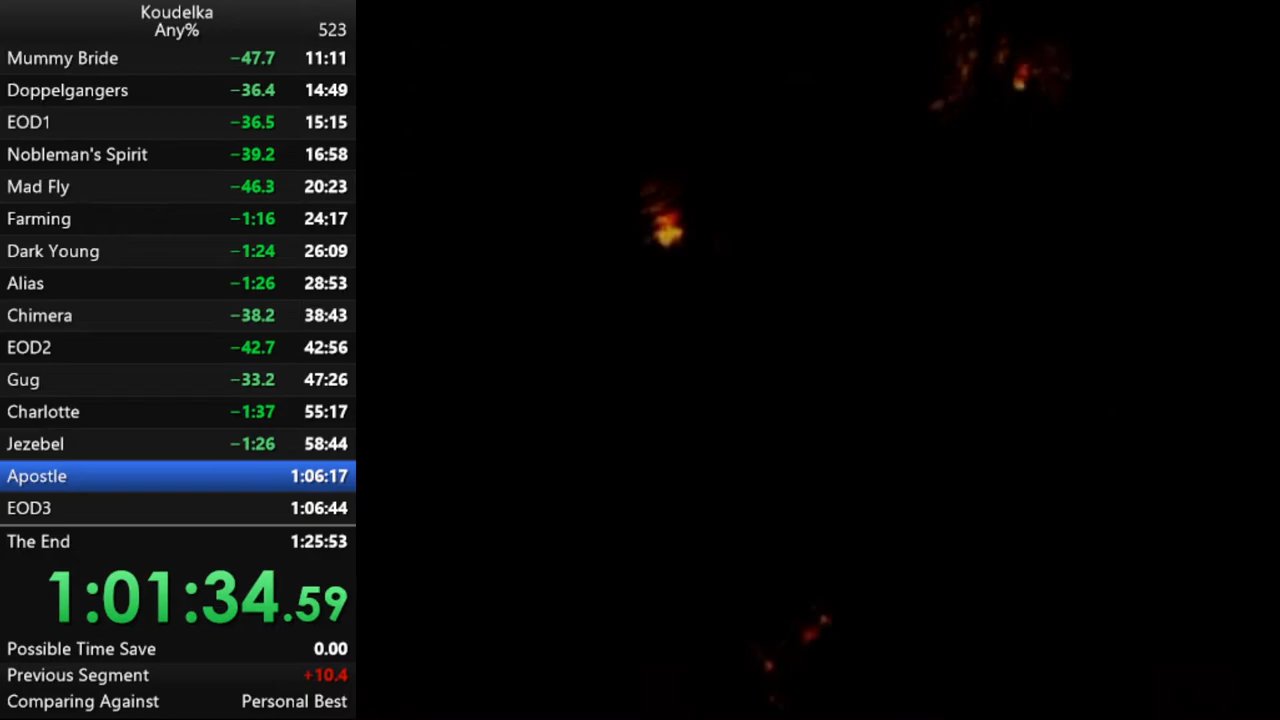 Koudelka
Any% 523
Mummy Bride −47.7 11:11
Doppelgangers −36.4 14:49
EOD1 −36.5 15:15
Nobleman's Spirit −39.2 16:58
Mad Fly −46.3 20:23
Farming −1:16 24:17
Dark Young −1:24 26:09
Alias −1:26 28:53
Chimera −38.2 38:43
EOD2 −42.7 42:56
Gug −33.2 47:26
Charlotte −1:37 55:17
Jezebel −1:26 58:44
Apostle 1:06:17
EOD3 1:06:44
The End 1:25:53
1:01:34.59
Possible Time Save 0.00
Previous Segment +10.4
Comparing Against Personal Best